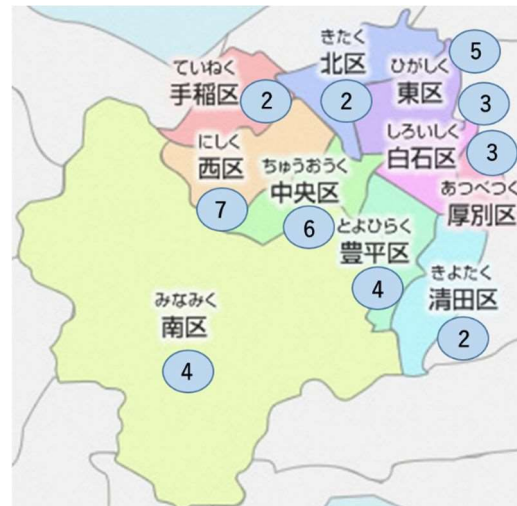 きたく
北区
2
ていねく
手稲区
2
ひがしく
東区
5
しろいしく
白石区
3
あつべつく
厚別区
3
にしく
西区
7
ちゅうおうく
中央区
6
とよひらく
豊平区
4
きよたく
清田区
2
みなみく
南区
4